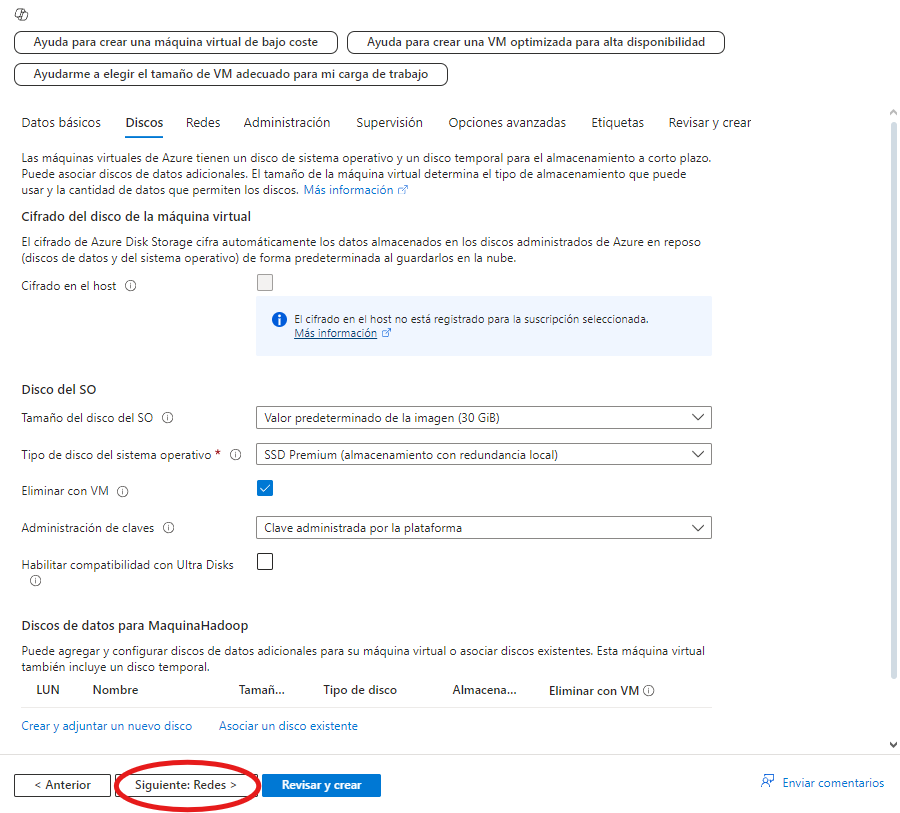 Ayuda para crear una máquina virtual de bajo coste
Ayuda para crear una VM optimizada para alta disponibilidad
Ayudarme a elegir el tamaño de VM adecuado para mi carga de trabajo
Datos básicos Discos Redes Administración Supervisión Opciones avanzadas Etiquetas Revisar y crear
Las máquinas virtuales de Azure tienen un disco de sistema operativo y un disco temporal para el almacenamiento a corto plazo.
Puede asociar discos de datos adicionales. El tamaño de la máquina virtual determina el tipo de almacenamiento que puede
usar y la cantidad de datos que permiten los discos. Más información
Cifrado del disco de la máquina virtual
El cifrado de Azure Disk Storage cifra automáticamente los datos almacenados en los discos administrados de Azure en reposo
(discos de datos y del sistema operativo) de forma predeterminada al guardarlos en la nube.
Cifrado en el host
El cifrado en el host no está registrado para la suscripción seleccionada.
Más información
Disco del SO
Tamaño del disco del SO
Valor predeterminado de la imagen (30 GiB)
Tipo de disco del sistema operativo *
SSD Premium (almacenamiento con redundancia local)
Eliminar con VM
Administración de claves
Clave administrada por la plataforma
Habilitar compatibilidad con Ultra Disks
Discos de datos para MaquinaHadoop
Puede agregar y configurar discos de datos adicionales para su máquina virtual o asociar discos existentes. Esta máquina virtual
también incluye un disco temporal.
LUN Nombre Tamañ... Tipo de disco Almacena... Eliminar con VM
Crear y adjuntar un nuevo disco Asociar un disco existente
< Anterior Siguiente: Redes > Revisar y crear Enviar comentarios